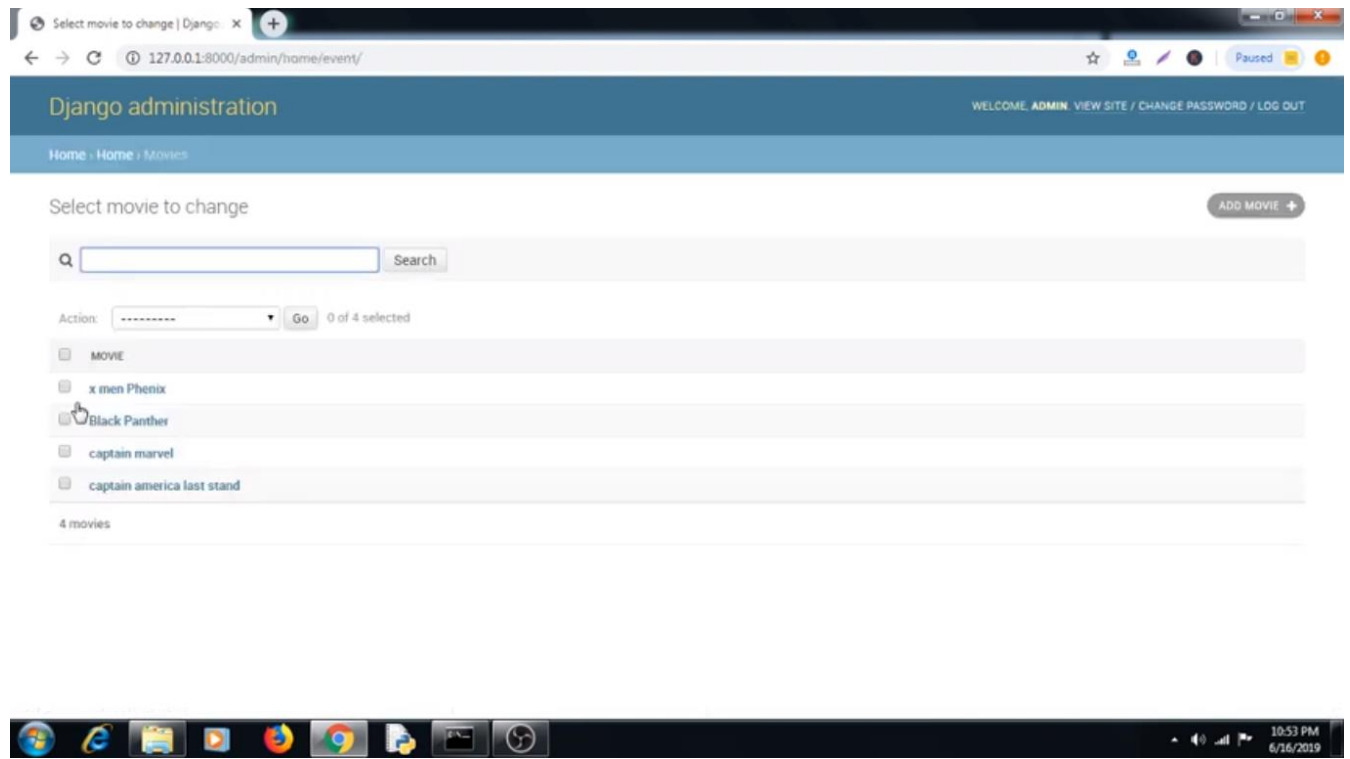 Select movie to change | Django
127.0.0.1:8000/admin/home/event/
Paused
Django administration
WELCOME, ADMIN. VIEW SITE / CHANGE PASSWORD / LOG OUT
Home › Home › Movies
Select movie to change
ADD MOVIE +
Search
Action: --------- Go 0 of 4 selected
MOVIE
x men Phenix
Black Panther
captain marvel
captain america last stand
4 movies
10:53 PM
6/16/2019